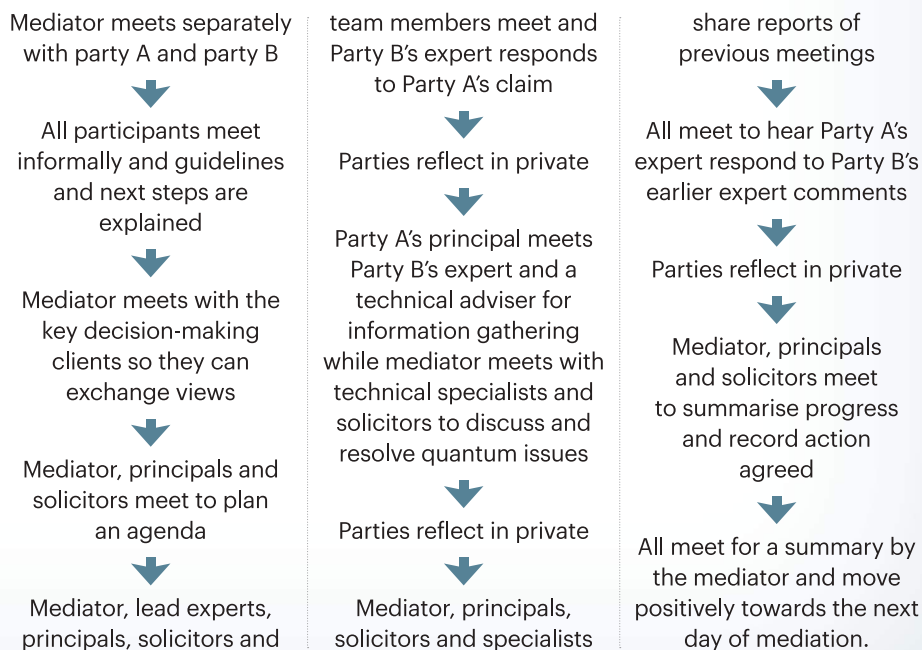 Mediator meets separately
with party A and party B
All participants meet
informally and guidelines
and next steps are
explained
Mediator meets with the
key decision-making
clients so they can
exchange views
Mediator, principals and
solicitors meet to plan
an agenda
Mediator, lead experts,
principals, solicitors and
team members meet and
Party B’s expert responds
to Party A’s claim
Parties reflect in private
Party A’s principal meets
Party B’s expert and a
technical adviser for
information gathering
while mediator meets with
technical specialists and
solicitors to discuss and
resolve quantum issues
Parties reflect in private
Mediator, principals,
solicitors and specialists
share reports of
previous meetings
All meet to hear Party A’s
expert respond to Party B’s
earlier expert comments
Parties reflect in private
Mediator, principals
and solicitors meet
to summarise progress
and record action
agreed
All meet for a summary by
the mediator and move
positively towards the next
day of mediation.